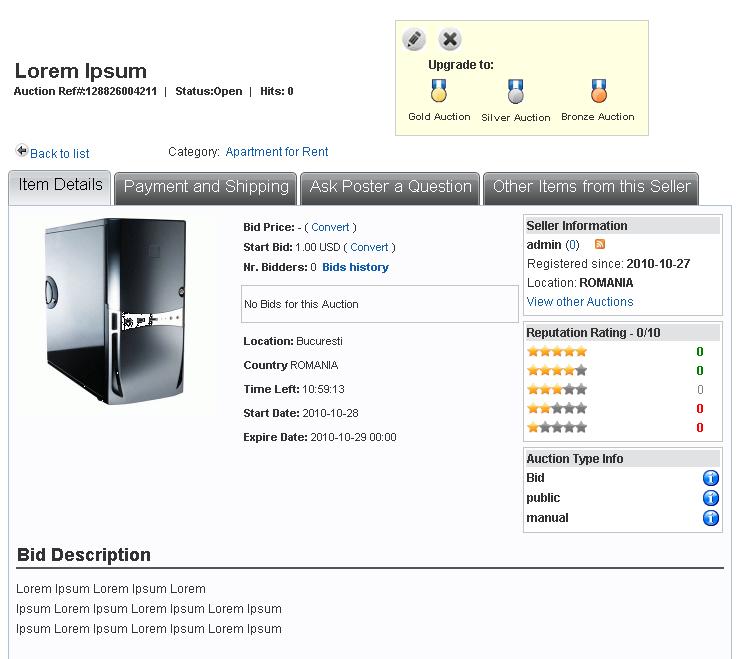 Upgrade to:
Gold Auction Silver Auction Bronze Auction
Lorem Ipsum
Auction Ref#:128826004211 | Status:Open | Hits: 0
Back to list Category: Apartment for Rent
Item Details Payment and Shipping Ask Poster a Question Other Items from this Seller
Bid Price: - ( Convert )
Start Bid: 1.00 USD ( Convert )
Nr. Bidders: 0 Bids history
No Bids for this Auction
Location: Bucuresti
Country ROMANIA
Time Left: 10:59:13
Start Date: 2010-10-28
Expire Date: 2010-10-29 00:00
Seller Information
admin (0)
Registered since: 2010-10-27
Location: ROMANIA
View other Auctions
Reputation Rating - 0/10
0
0
0
0
0
Auction Type Info
Bid
public
manual
Bid Description
Lorem Ipsum Lorem Ipsum Lorem
Ipsum Lorem Ipsum Lorem Ipsum Lorem Ipsum
Ipsum Lorem Ipsum Lorem Ipsum Lorem Ipsum